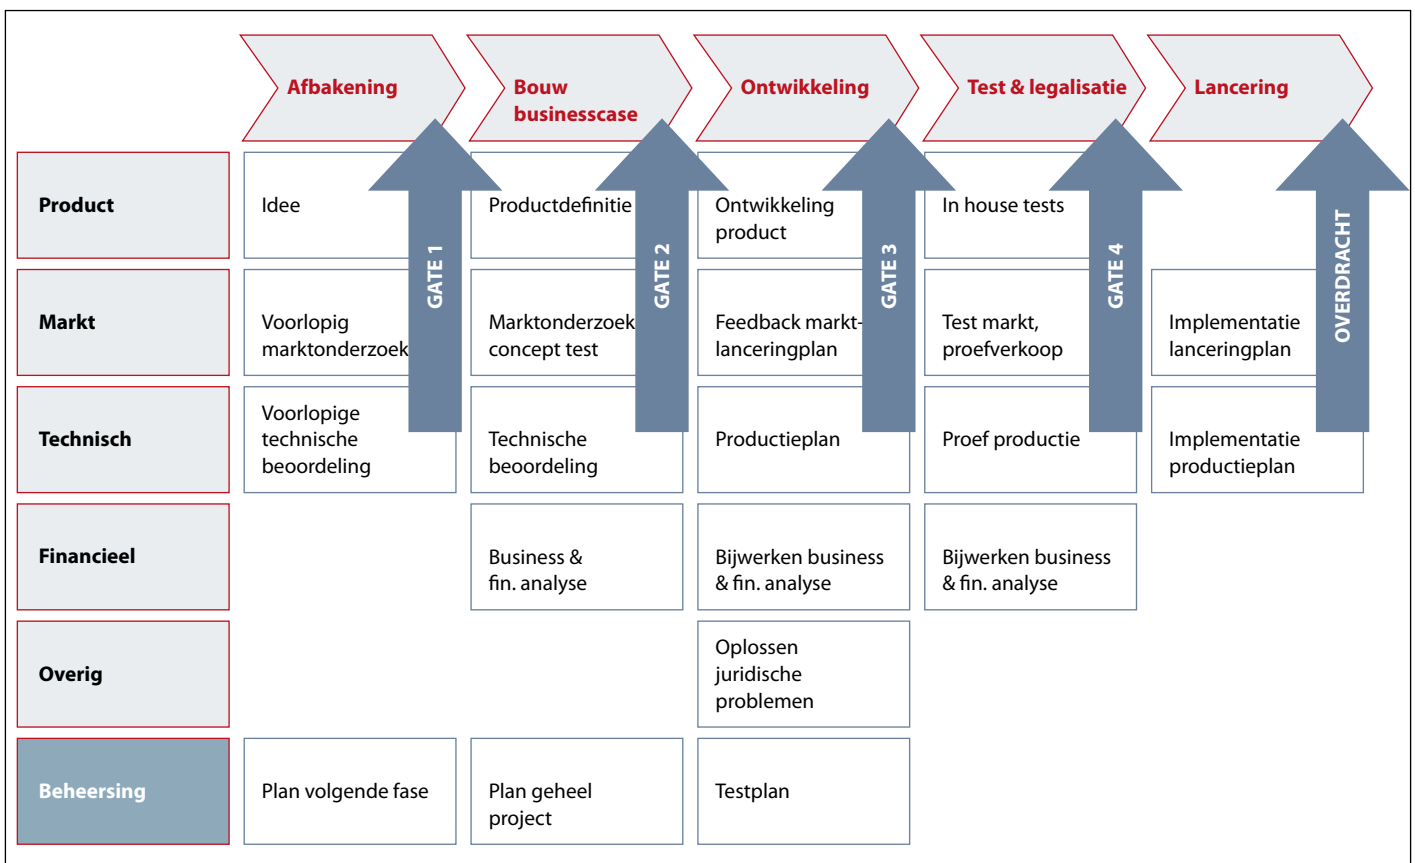 Afbakening
Bouw
businesscase
Ontwikkeling
Test & legalisatie
Lancering
Product
Idee
Productdefinitie
Ontwikkeling
product
In house tests
GATE 1
GATE 2
GATE 3
GATE 4
OVERDRACHT
Markt
Voorlopig
marktonderzoek
Marktonderzoek
concept test
Feedback markt-
lanceringplan
Test markt,
proefverkoop
Implementatie
lanceringplan
Technisch
Voorlopige
technische
beoordeling
Technische
beoordeling
Productieplan
Proef productie
Implementatie
productieplan
Financieel
Business &
fin. analyse
Bijwerken business
& fin. analyse
Bijwerken business
& fin. analyse
Overig
Oplossen
juridische
problemen
Beheersing
Plan volgende fase
Plan geheel
project
Testplan